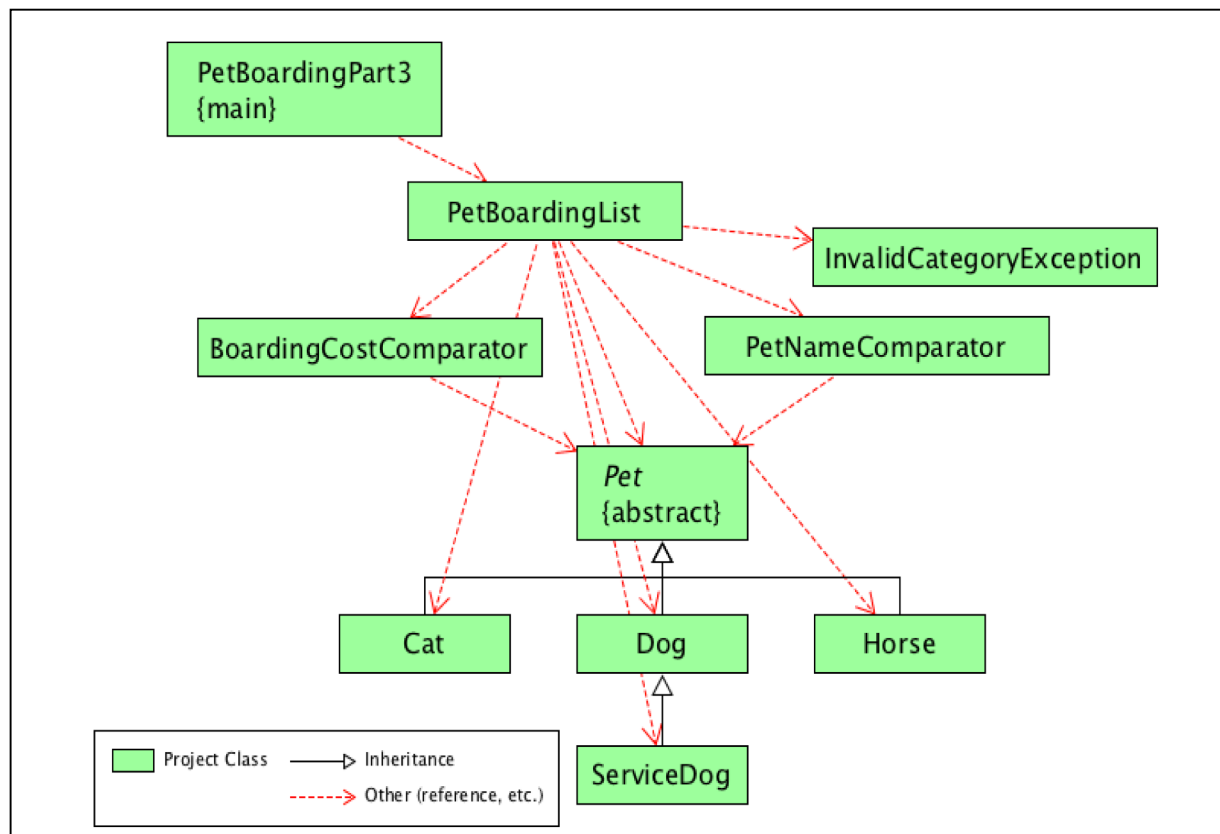 PetBoardingPart3
{main}
PetBoardingList
InvalidCategoryException
BoardingCostComparator
PetNameComparator
Pet
{abstract}
Cat
Dog
Horse
ServiceDog
Project Class
Inheritance
Other (reference, etc.)